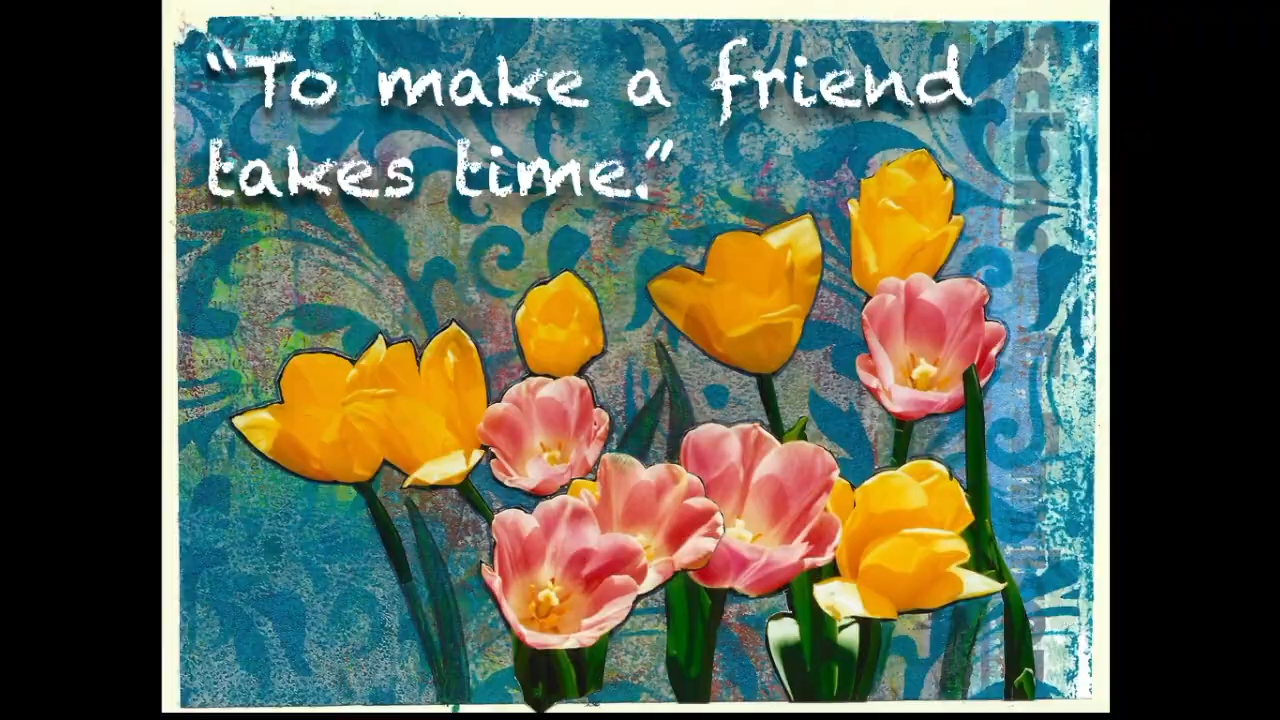 “To make a friend
takes time.”